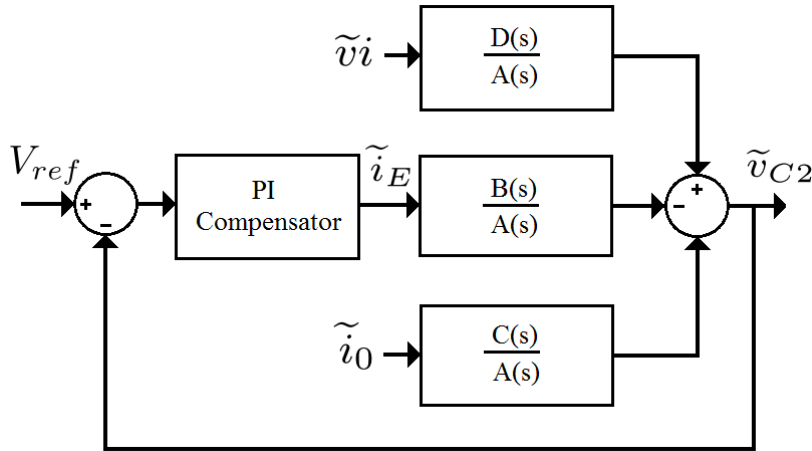 ṽi
D(s)
A(s)
V_ref
+
−
PI
Compensator
ĩ_E
B(s)
A(s)
+
−
ṽ_C2
ĩ_0
C(s)
A(s)